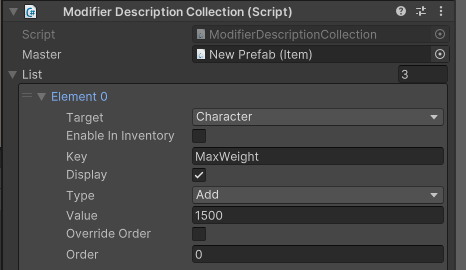 Modifier Description Collection (Script)
Script ModifierDescriptionCollection
Master New Prefab (Item)
List 3
Element 0
Target Character
Enable In Inventory
Key MaxWeight
Display
Type Add
Value 1500
Override Order
Order 0